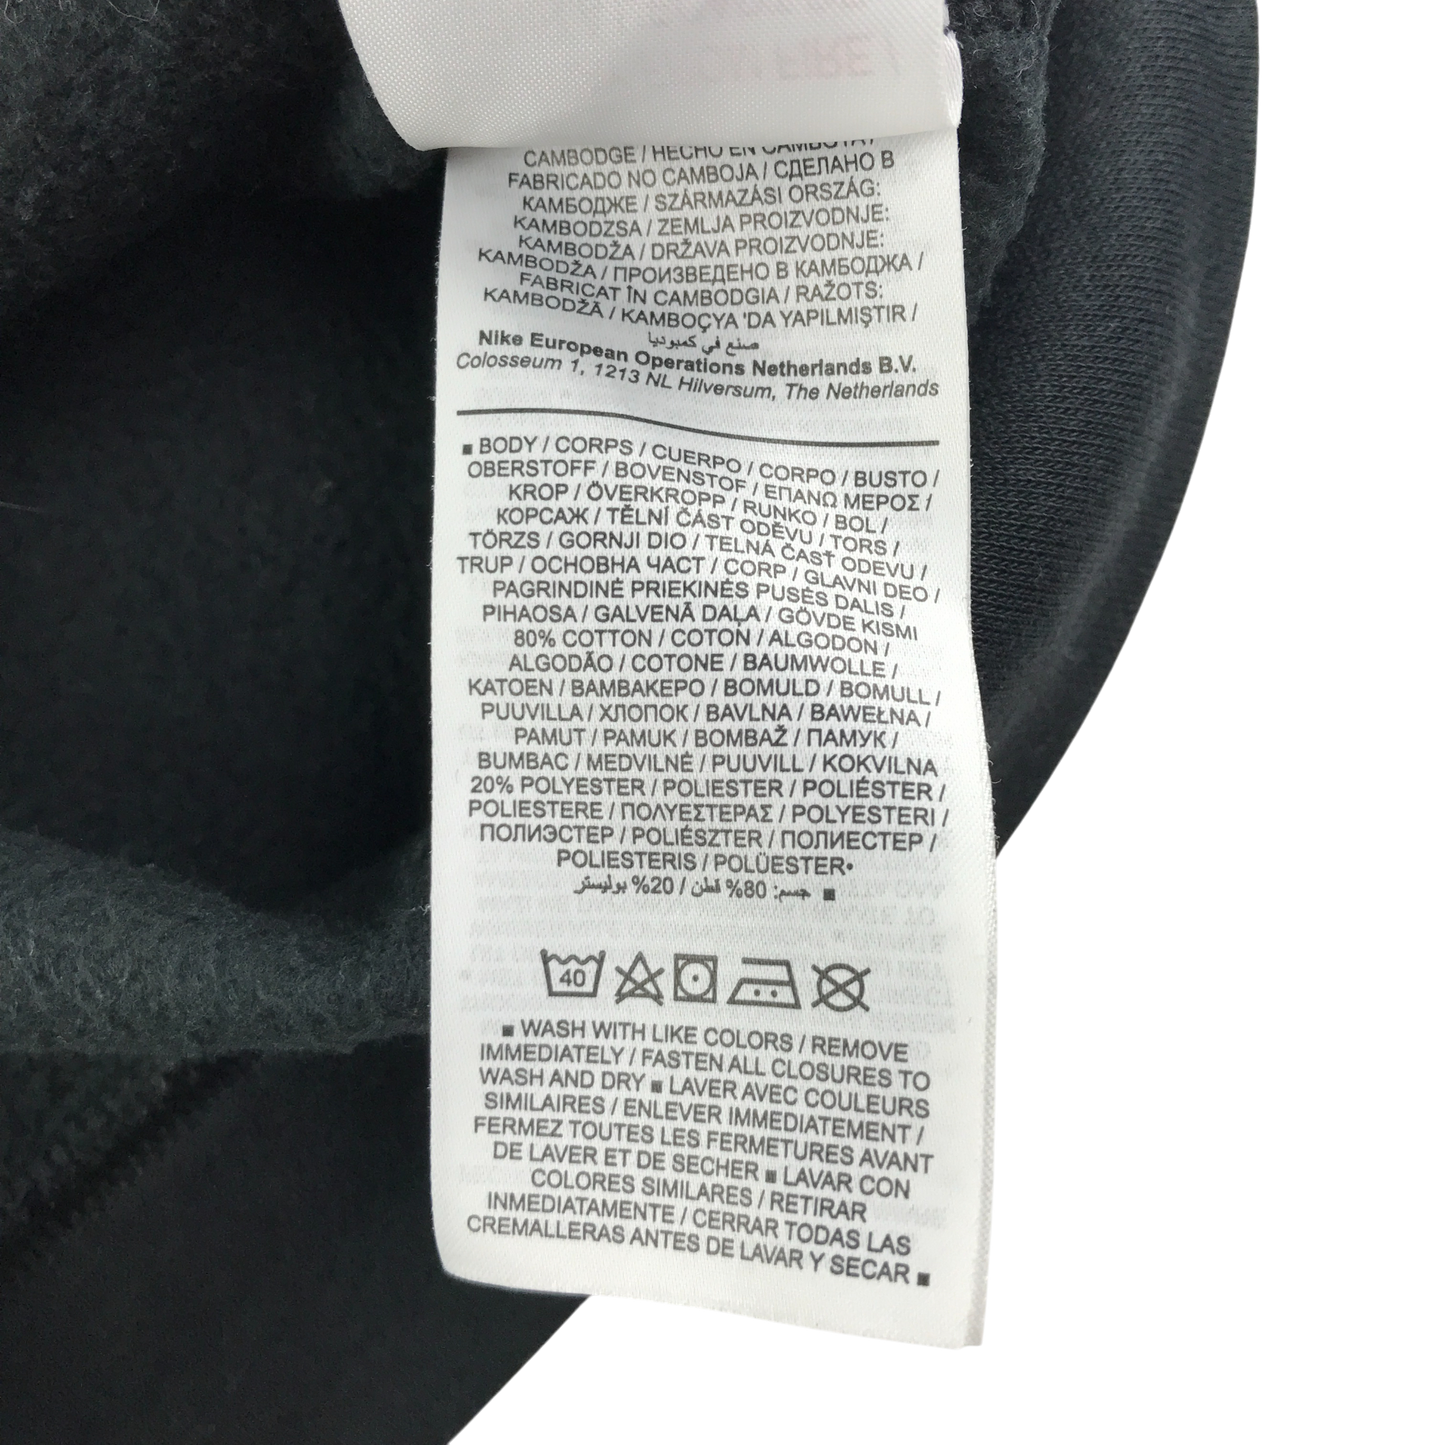 CAMBODGE / HECHO EN CAMBOYA /
FABRICADO NO CAMBOJA / СДЕЛАНО В
КАМБОДЖЕ / SZÁRMAZÁSI ORSZÁG:
KAMBODZSA / ZEMLJA PROIZVODNJE:
KAMBODŽA / DRŽAVA PROIZVODNJE:
KAMBODŽA / ПРОИЗВЕДЕНО В КАМБОДЖА /
FABRICAT ÎN CAMBODGIA / RAŽOTS:
KAMBODŽĀ / KAMBOÇYA 'DA YAPILMIŞTIR /
صنع في كمبوديا
Nike European Operations Netherlands B.V.
Colosseum 1, 1213 NL Hilversum, The Netherlands
■ BODY / CORPS / CUERPO / CORPO / BUSTO /
OBERSTOFF / BOVENSTOF / ΕΠΑΝΩ ΜΕΡΟΣ /
KROP / ÖVERKROPP / RUNKO / BOL /
КОРСАЖ / TĚLNÍ ČÁST ODĚVU / TORS /
TÖRZS / GORNJI DIO / TELNÁ ČASŤ ODEVU /
TRUP / ОСНОВНА ЧАСТ / CORP / GLAVNI DEO /
PAGRINDINĖ PRIEKINĖS PUSĖS DALIS /
PIHAOSA / GALVENĀ DAĻA / GÖVDE KISMI
80% COTTON / COTON / ALGODON /
ALGODÃO / COTONE / BAUMWOLLE /
KATOEN / ΒΑΜΒΑΚΕΡΟ / BOMULD / BOMULL /
PUUVILLA / ХЛОПОК / BAVLNA / BAWEŁNA /
PAMUT / PAMUK / BOMBAŽ / ПАМУК /
BUMBAC / MEDVILNĖ / PUUVILL / KOKVILNA
20% POLYESTER / POLIESTER / POLIÉSTER /
POLIESTERE / ΠΟΛΥΕΣΤΕΡΑΣ / POLYESTERI /
ПОЛИЭСТЕР / POLIÉSZTER / ПОЛИЕСТЕР /
POLIESTERIS / POLÜESTER•
■ جسم: 80% قطن / 20% بوليستر
40
■ WASH WITH LIKE COLORS / REMOVE
IMMEDIATELY / FASTEN ALL CLOSURES TO
WASH AND DRY ■ LAVER AVEC COULEURS
SIMILAIRES / ENLEVER IMMEDIATEMENT /
FERMEZ TOUTES LES FERMETURES AVANT
DE LAVER ET DE SECHER ■ LAVAR CON
COLORES SIMILARES / RETIRAR
INMEDIATAMENTE / CERRAR TODAS LAS
CREMALLERAS ANTES DE LAVAR Y SECAR ■